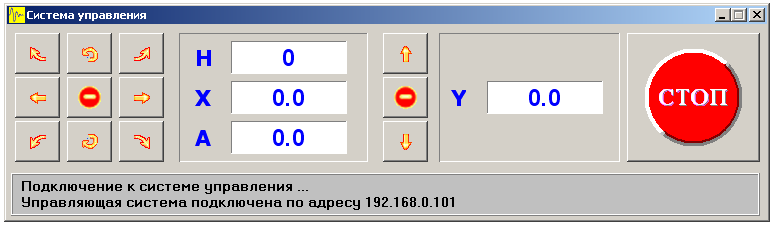 Система управления
H 0
X 0.0
A 0.0
Y 0.0
СТОП
Подключение к системе управления ...
Управляющая система подключена по адресу 192.168.0.101